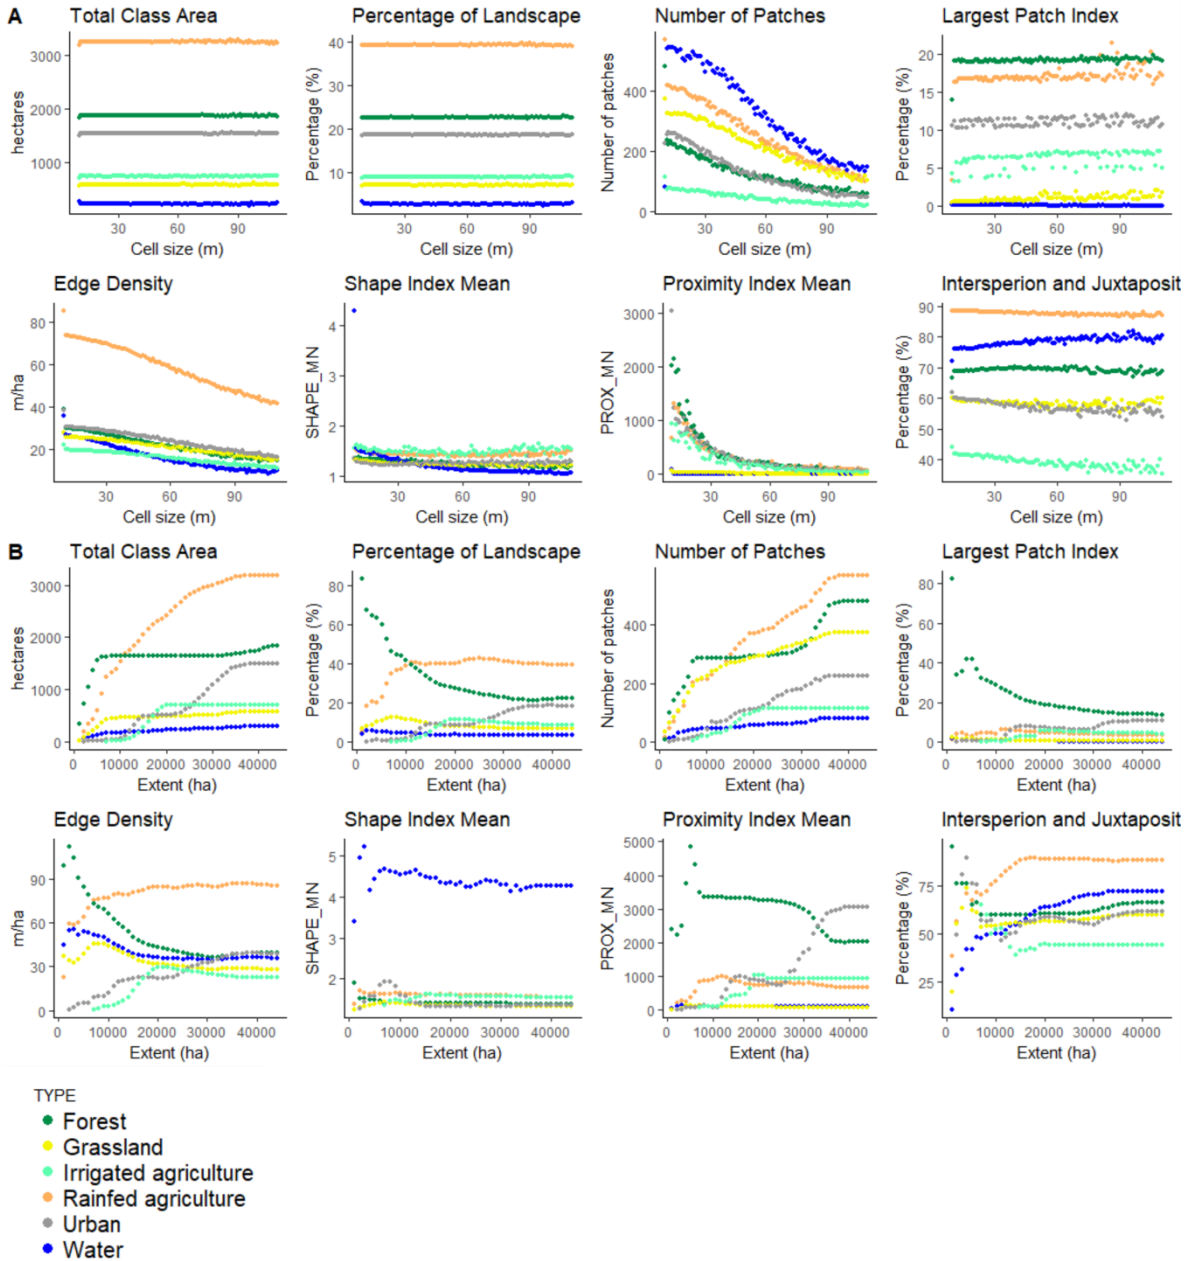 A
Total Class Area
Percentage of Landscape
Number of Patches
Largest Patch Index
hectares
3000
2000
1000
30 60 90
Cell size (m)
Percentage (%)
40
30
20
10
30 60 90
Cell size (m)
Number of patches
400
200
0
30 60 90
Cell size (m)
Percentage (%)
20
15
10
5
0
30 60 90
Cell size (m)
Edge Density
Shape Index Mean
Proximity Index Mean
Interspersion and Juxtaposit
m/ha
80
60
40
20
30 60 90
Cell size (m)
SHAPE_MN
4
3
2
1
30 60 90
Cell size (m)
PROX_MN
3000
2000
1000
0
30 60 90
Cell size (m)
Percentage (%)
90
80
70
60
50
40
30 60 90
Cell size (m)
B
Total Class Area
Percentage of Landscape
Number of Patches
Largest Patch Index
hectares
3000
2000
1000
0
0 10000 20000 30000 40000
Extent (ha)
Percentage (%)
80
60
40
20
0
0 10000 20000 30000 40000
Extent (ha)
Number of patches
400
200
0
0 10000 20000 30000 40000
Extent (ha)
Percentage (%)
80
60
40
20
0
0 10000 20000 30000 40000
Extent (ha)
Edge Density
Shape Index Mean
Proximity Index Mean
Interspersion and Juxtaposit
m/ha
90
60
30
0
0 10000 20000 30000 40000
Extent (ha)
SHAPE_MN
5
4
3
2
0 10000 20000 30000 40000
Extent (ha)
PROX_MN
5000
4000
3000
2000
1000
0
0 10000 20000 30000 40000
Extent (ha)
Percentage (%)
75
50
25
0 10000 20000 30000 40000
Extent (ha)
TYPE
Forest
Grassland
Irrigated agriculture
Rainfed agriculture
Urban
Water